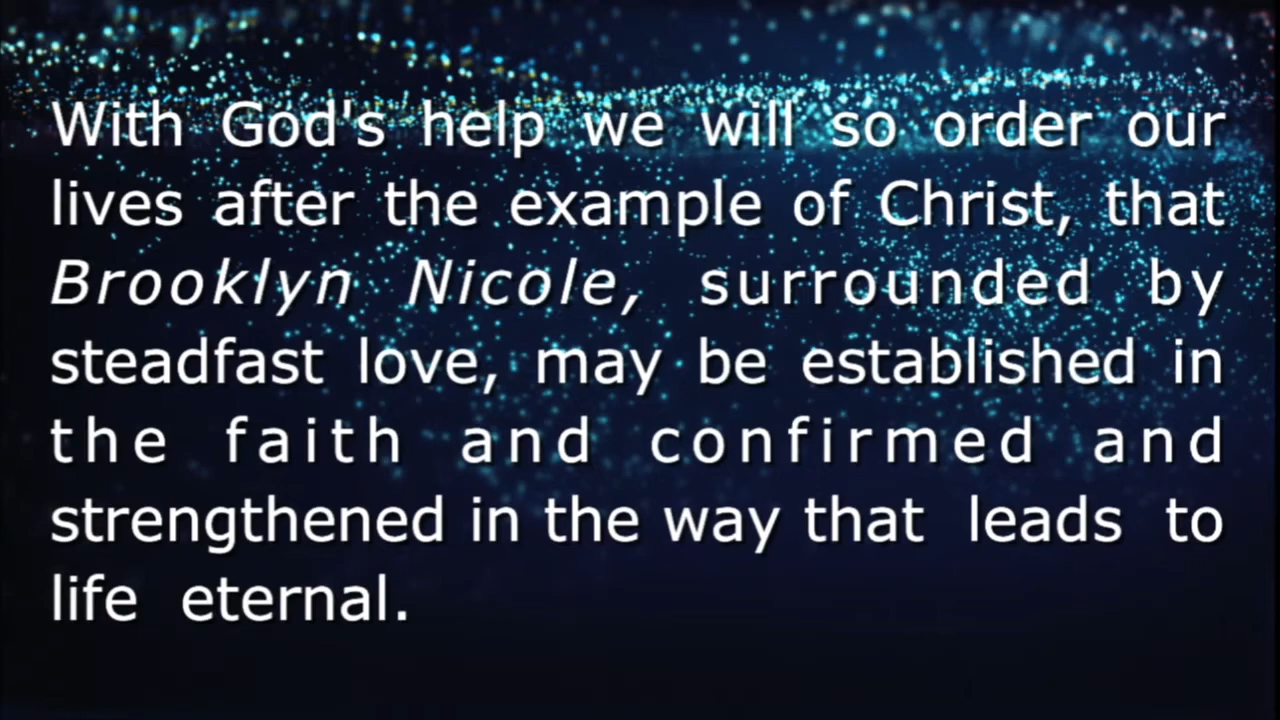 With God's help we will so order our
lives after the example of Christ, that
Brooklyn Nicole, surrounded by
steadfast love, may be established in
the faith and confirmed and
strengthened in the way that leads to
life eternal.